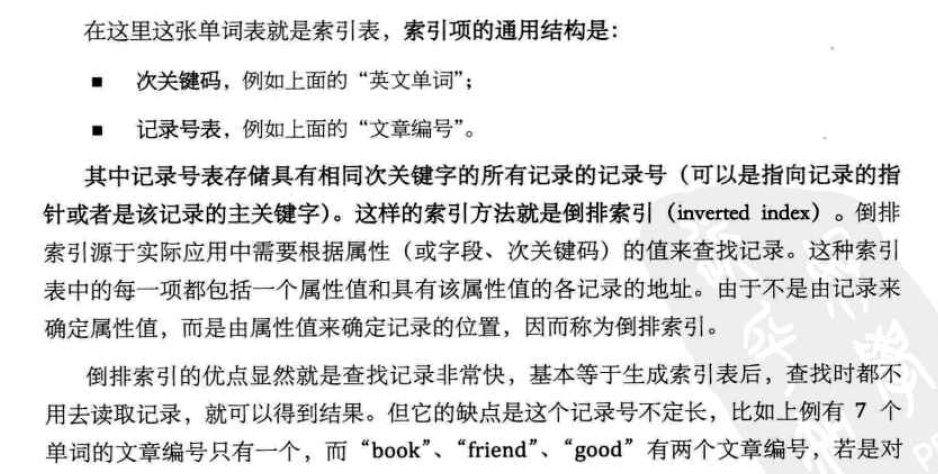 在这里这张单词表就是索引表，索引项的通用结构是：
■ 次关键码，例如上面的“英文单词”；
■ 记录号表，例如上面的“文章编号”。
其中记录号表存储具有相同次关键字的所有记录的记录号（可以是指向记录的指
针或者是该记录的主关键字）。这样的索引方法就是倒排索引（inverted index）。倒排
索引源于实际应用中需要根据属性（或字段、次关键码）的值来查找记录。这种索引
表中的每一项都包括一个属性值和具有该属性值的各记录的地址。由于不是由记录来
确定属性值，而是由属性值来确定记录的位置，因而称为倒排索引。
倒排索引的优点显然就是查找记录非常快，基本等于生成索引表后，查找时都不
用去读取记录，就可以得到结果。但它的缺点是这个记录号不定长，比如上例有 7 个
单词的文章编号只有一个，而“book”、“friend”、“good”有两个文章编号，若是对